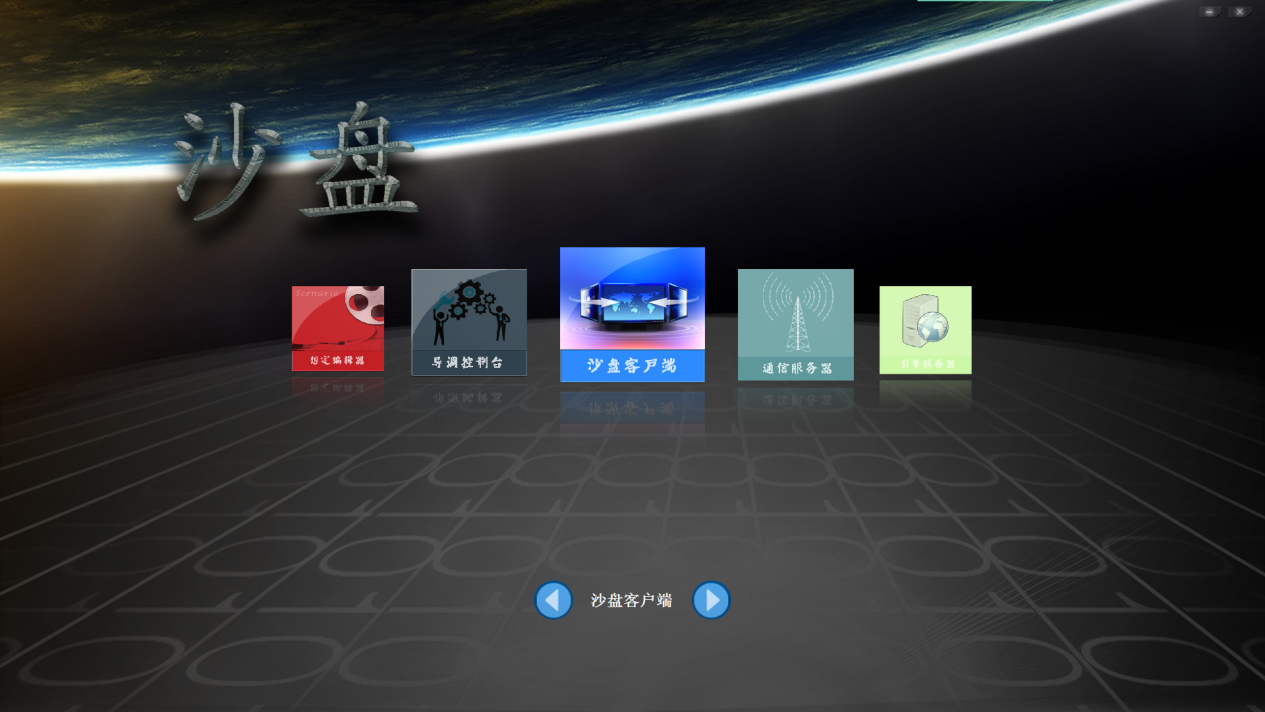 沙盘
Scenario
想定编辑器
导调控制台
沙盘客户端
通信服务器
引擎服务器
沙盘客户端